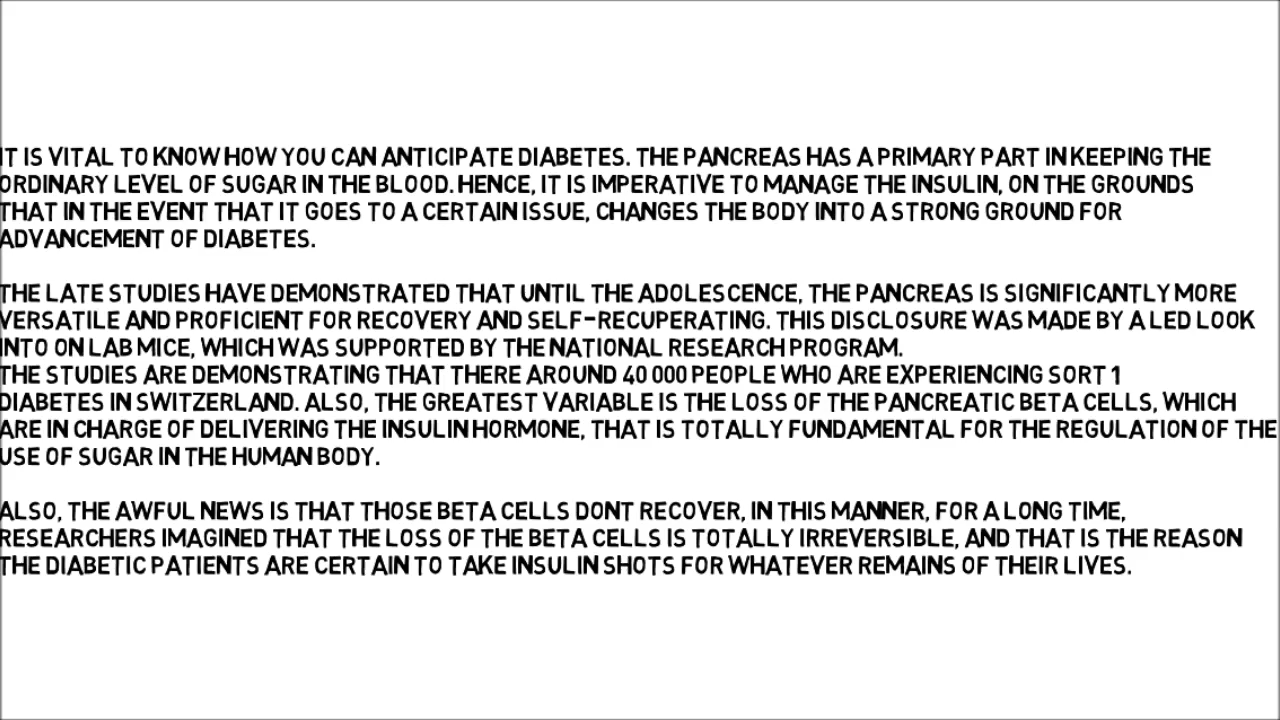 IT IS VITAL TO KNOW HOW YOU CAN ANTICIPATE DIABETES. THE PANCREAS HAS A PRIMARY PART IN KEEPING THE
ORDINARY LEVEL OF SUGAR IN THE BLOOD. HENCE, IT IS IMPERATIVE TO MANAGE THE INSULIN, ON THE GROUNDS
THAT IN THE EVENT THAT IT GOES TO A CERTAIN ISSUE, CHANGES THE BODY INTO A STRONG GROUND FOR
ADVANCEMENT OF DIABETES.

THE LATE STUDIES HAVE DEMONSTRATED THAT UNTIL THE ADOLESCENCE, THE PANCREAS IS SIGNIFICANTLY MORE
VERSATILE AND PROFICIENT FOR RECOVERY AND SELF-RECUPERATING. THIS DISCLOSURE WAS MADE BY A LED LOOK
INTO ON LAB MICE, WHICH WAS SUPPORTED BY THE NATIONAL RESEARCH PROGRAM.
THE STUDIES ARE DEMONSTRATING THAT THERE AROUND 40 000 PEOPLE WHO ARE EXPERIENCING SORT 1
DIABETES IN SWITZERLAND. ALSO, THE GREATEST VARIABLE IS THE LOSS OF THE PANCREATIC BETA CELLS, WHICH
ARE IN CHARGE OF DELIVERING THE INSULIN HORMONE, THAT IS TOTALLY FUNDAMENTAL FOR THE REGULATION OF THE
USE OF SUGAR IN THE HUMAN BODY.

ALSO, THE AWFUL NEWS IS THAT THOSE BETA CELLS DONT RECOVER, IN THIS MANNER, FOR A LONG TIME,
RESEARCHERS IMAGINED THAT THE LOSS OF THE BETA CELLS IS TOTALLY IRREVERSIBLE, AND THAT IS THE REASON
THE DIABETIC PATIENTS ARE CERTAIN TO TAKE INSULIN SHOTS FOR WHATEVER REMAINS OF THEIR LIVES.